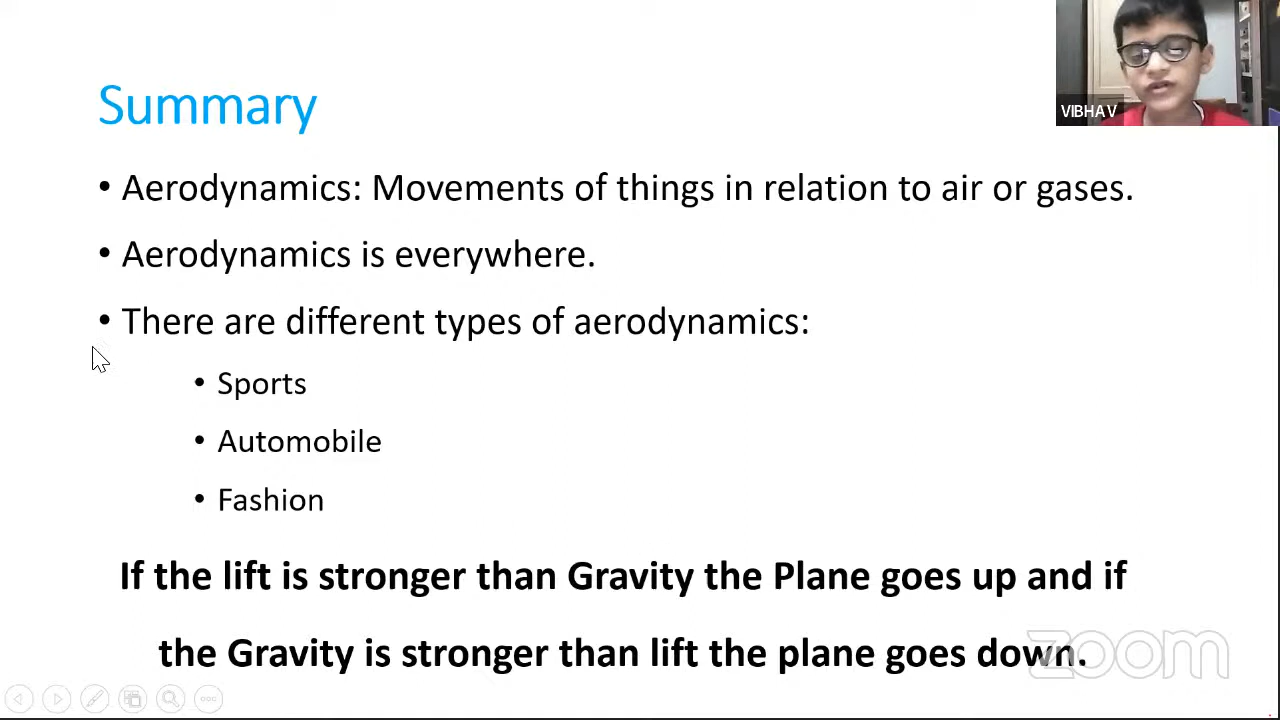 Summary
VIBHAV
• Aerodynamics: Movements of things in relation to air or gases.
• Aerodynamics is everywhere.
• There are different types of aerodynamics:
• Sports
• Automobile
• Fashion
If the lift is stronger than Gravity the Plane goes up and if
the Gravity is stronger than lift the plane goes down.
zoom